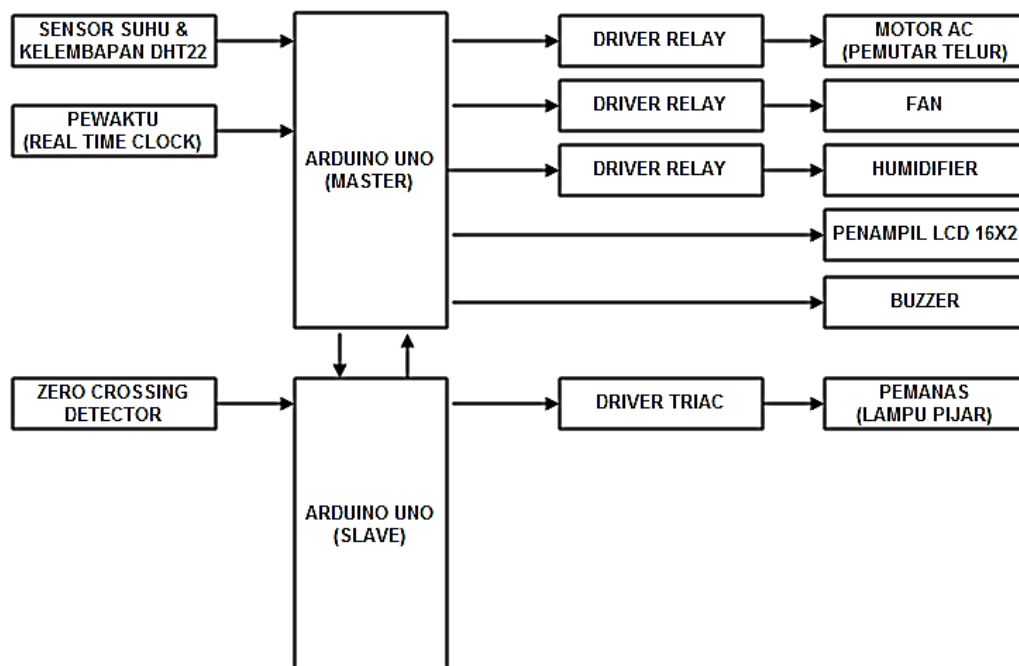 SENSOR SUHU &
KELEMBAPAN DHT22
PEWAKTU
(REAL TIME CLOCK)
ARDUINO UNO
(MASTER)
DRIVER RELAY
MOTOR AC
(PEMUTAR TELUR)
DRIVER RELAY
FAN
DRIVER RELAY
HUMIDIFIER
PENAMPIL LCD 16X2
BUZZER
ZERO CROSSING
DETECTOR
ARDUINO UNO
(SLAVE)
DRIVER TRIAC
PEMANAS
(LAMPU PIJAR)